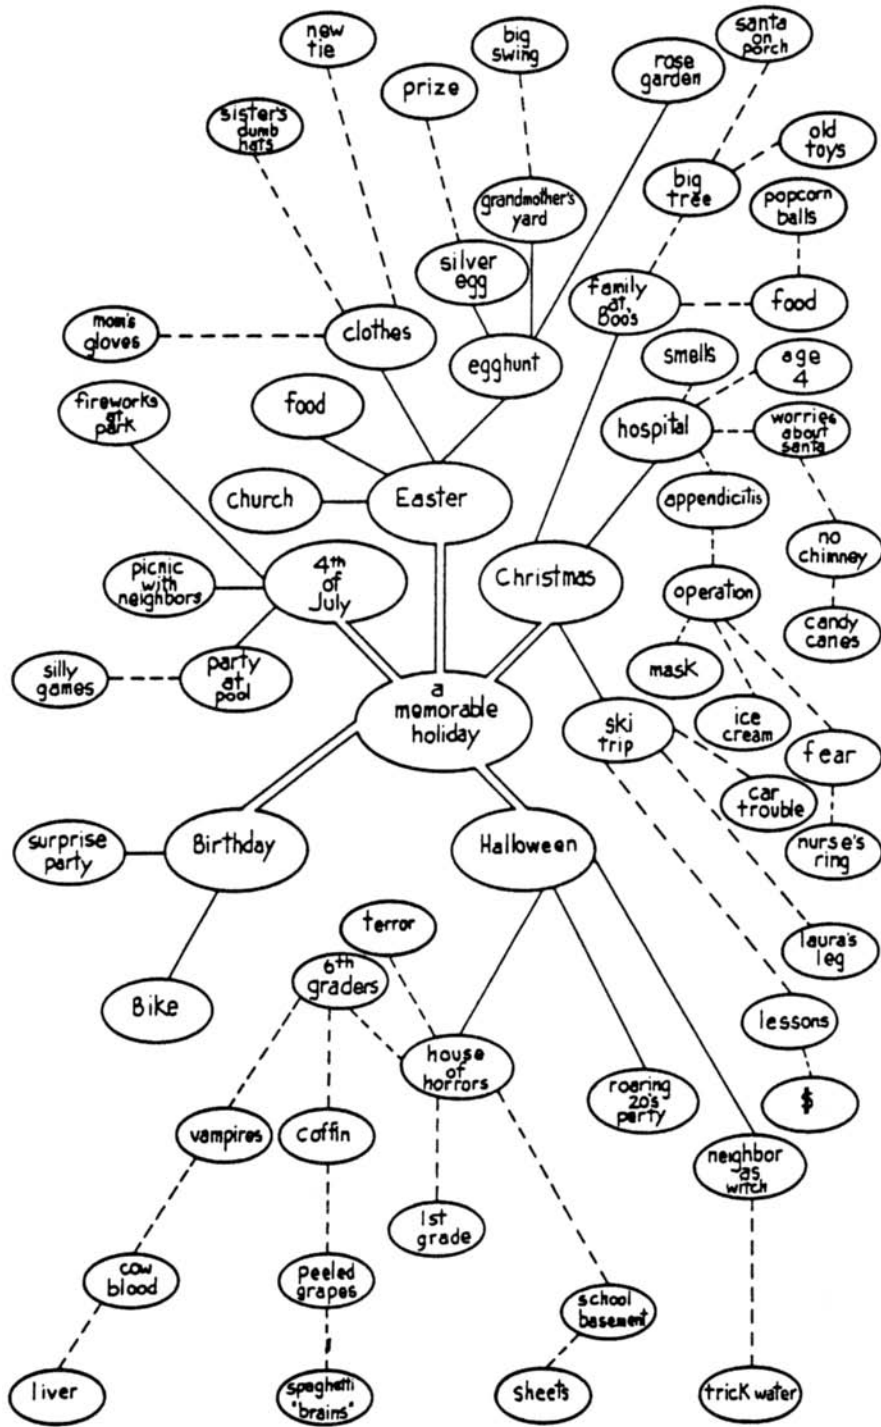 new
tie
big
swing
santa
on
porch
prize
rose
garden
sister's
dumb
hats
old
toys
big
tree
grandmother's
yard
popcorn
balls
silver
egg
family
at
Boo's
food
mom's
gloves
clothes
egghunt
smells
age
4
fireworks
at
park
food
hospital
worries
about
santa
church
Easter
appendicitis
no
chimney
picnic
with
neighbors
4th
of
July
Christmas
operation
candy
canes
silly
games
party
at
pool
mask
a
memorable
holiday
ski
trip
ice
cream
fear
car
trouble
surprise
party
Birthday
Halloween
nurse's
ring
terror
laura's
leg
6th
graders
Bike
lessons
house
of
horrors
roaring
20's
party
$
vampires
coffin
neighbor
as
witch
1st
grade
cow
blood
peeled
grapes
school
basement
liver
spaghetti
"brains"
sheets
trick water